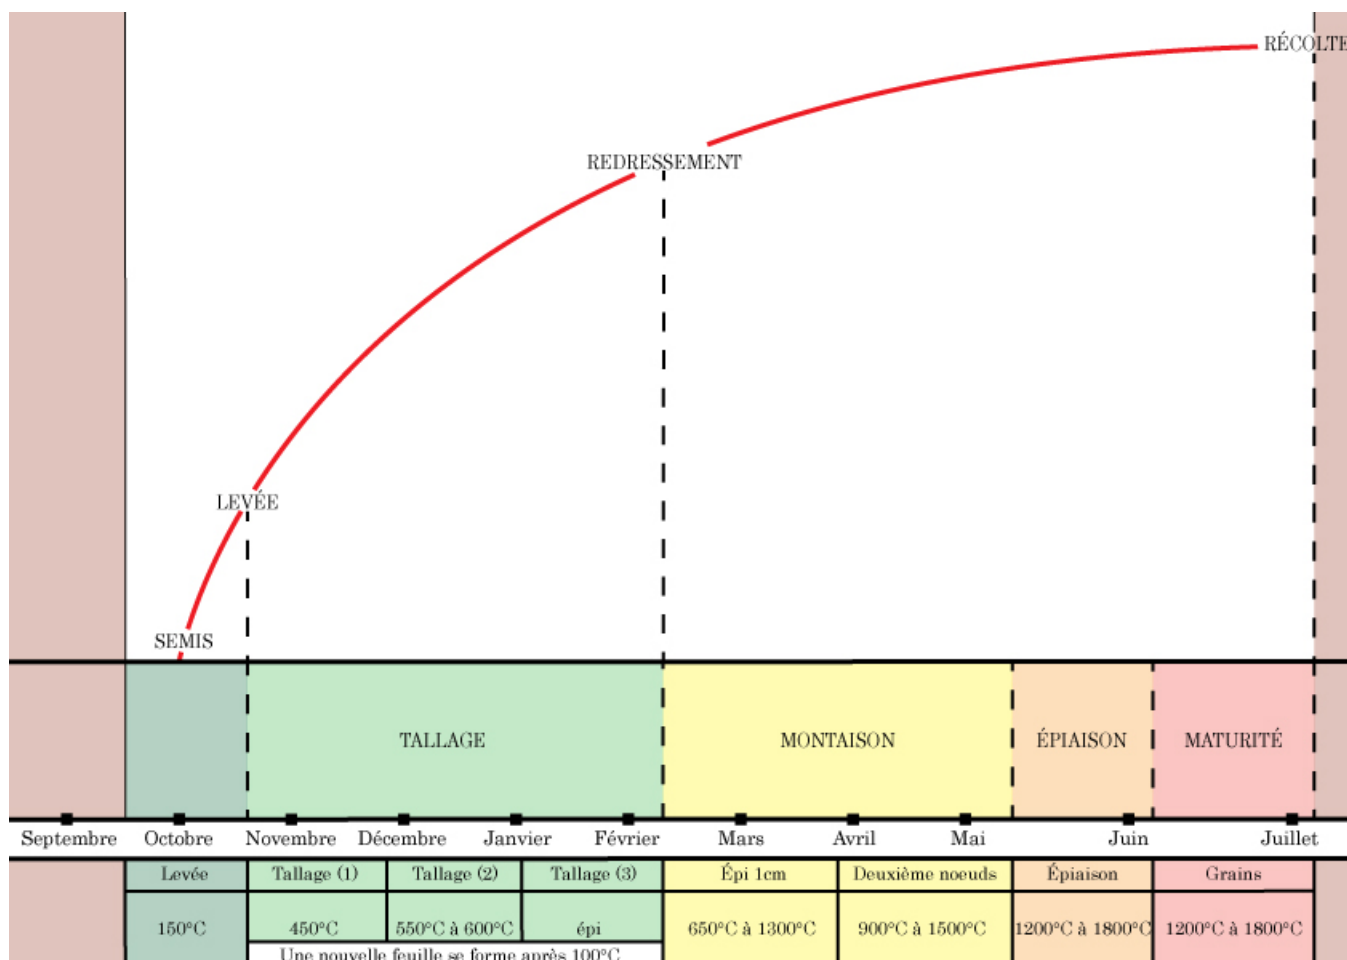 RÉCOLTE
REDRESSEMENT
LEVÉE
SEMIS
TALLAGE MONTAISON ÉPIAISON MATURITÉ
Septembre Octobre Novembre Décembre Janvier Février Mars Avril Mai Juin Juillet
Levée Tallage (1) Tallage (2) Tallage (3) Épi 1cm Deuxième noeuds Épiaison Grains
150°C 450°C 550°C à 600°C épi 650°C à 1300°C 900°C à 1500°C 1200°C à 1800°C 1200°C à 1800°C
Une nouvelle feuille se forme après 100°C